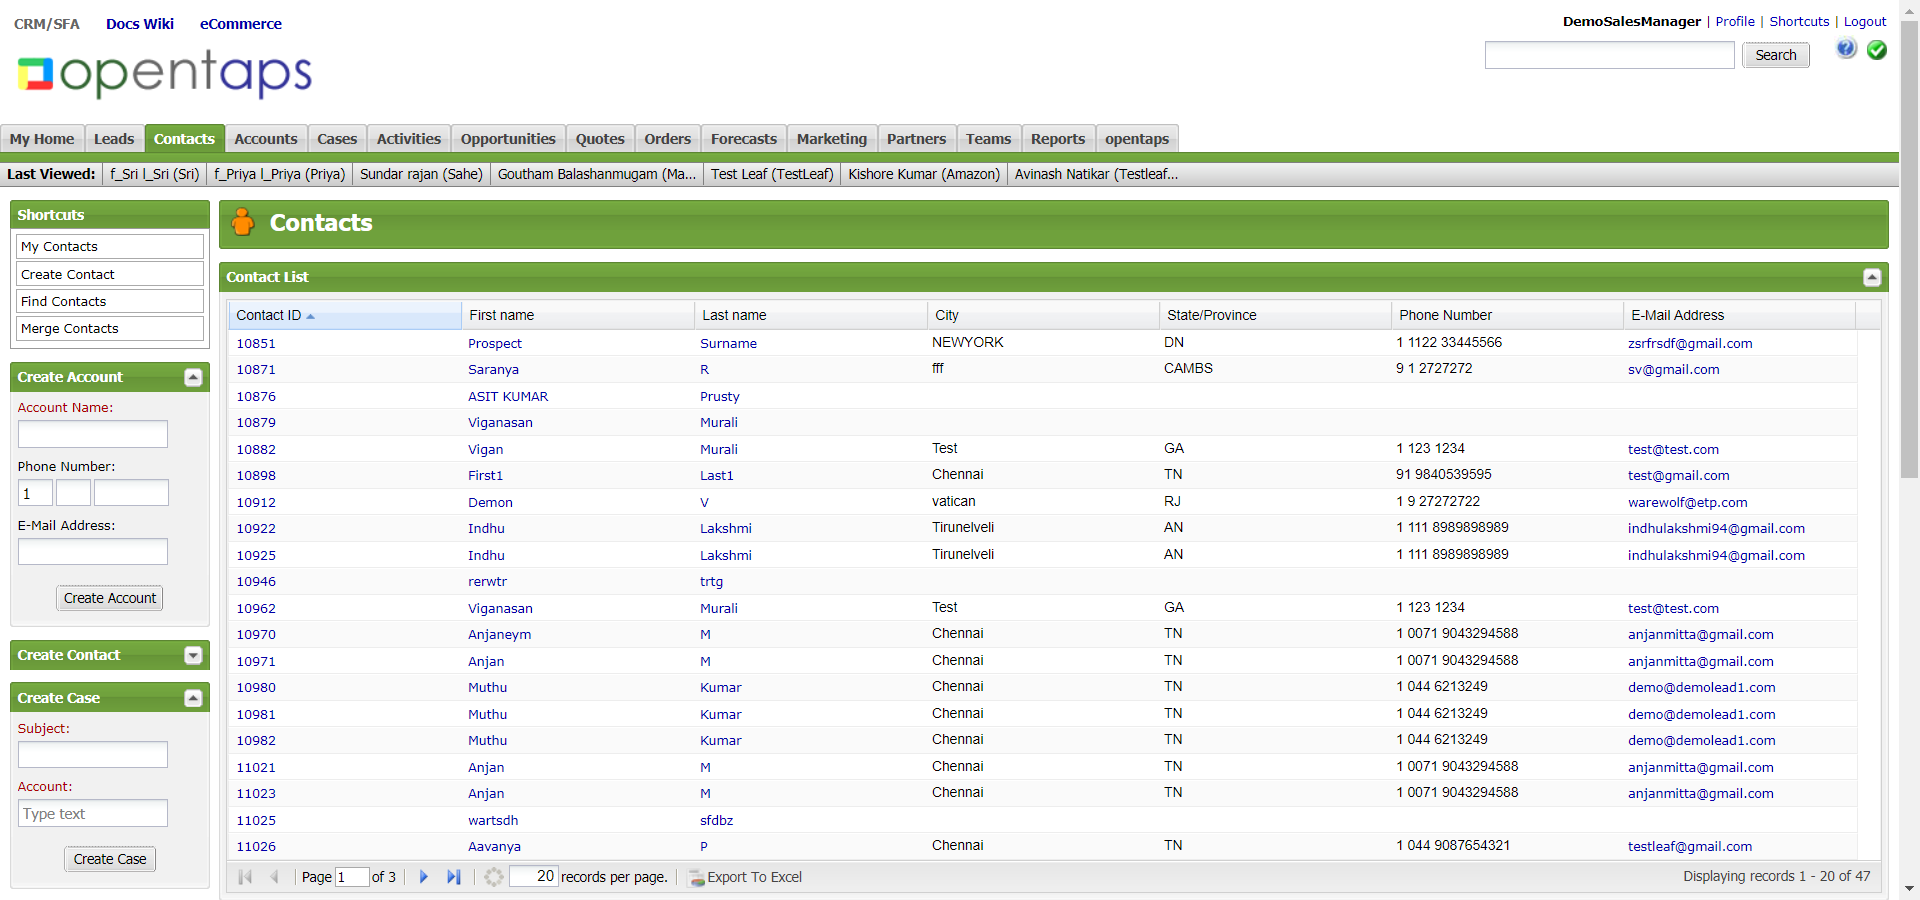 CRM/SFA Docs Wiki eCommerce
DemoSalesManager | Profile | Shortcuts | Logout
opentaps
Search
My Home Leads Contacts Accounts Cases Activities Opportunities Quotes Orders Forecasts Marketing Partners Teams Reports opentaps
Last Viewed: f_Sri l_Sri (Sri) f_Priya l_Priya (Priya) Sundar rajan (Sahe) Goutham Balashanmugam (Ma... Test Leaf (TestLeaf) Kishore Kumar (Amazon) Avinash Natikar (Testleaf...
Shortcuts
My Contacts
Create Contact
Find Contacts
Merge Contacts
Create Account
Account Name:
Phone Number:
1
E-Mail Address:
Create Account
Create Contact
Create Case
Subject:
Account:
Type text
Create Case
Contacts
Contact List
Contact ID First name Last name City State/Province Phone Number E-Mail Address
10851 Prospect Surname NEWYORK DN 1 1122 33445566 zsrfrsdf@gmail.com
10871 Saranya R fff CAMBS 9 1 2727272 sv@gmail.com
10876 ASIT KUMAR Prusty
10879 Viganasan Murali
10882 Vigan Murali Test GA 1 123 1234 test@test.com
10898 First1 Last1 Chennai TN 91 9840539595 test@gmail.com
10912 Demon V vatican RJ 1 9 27272722 warewolf@etp.com
10922 Indhu Lakshmi Tirunelveli AN 1 111 8989898989 indhulakshmi94@gmail.com
10925 Indhu Lakshmi Tirunelveli AN 1 111 8989898989 indhulakshmi94@gmail.com
10946 rerwtr trtg
10962 Viganasan Murali Test GA 1 123 1234 test@test.com
10970 Anjaneym M Chennai TN 1 0071 9043294588 anjanmitta@gmail.com
10971 Anjan M Chennai TN 1 0071 9043294588 anjanmitta@gmail.com
10980 Muthu Kumar Chennai TN 1 044 6213249 demo@demolead1.com
10981 Muthu Kumar Chennai TN 1 044 6213249 demo@demolead1.com
10982 Muthu Kumar Chennai TN 1 044 6213249 demo@demolead1.com
11021 Anjan M Chennai TN 1 0071 9043294588 anjanmitta@gmail.com
11023 Anjan M Chennai TN 1 0071 9043294588 anjanmitta@gmail.com
11025 wartsdh sfdbz
11026 Aavanya P Chennai TN 1 044 9087654321 testleaf@gmail.com
Page 1 of 3 20 records per page. Export To Excel Displaying records 1 - 20 of 47